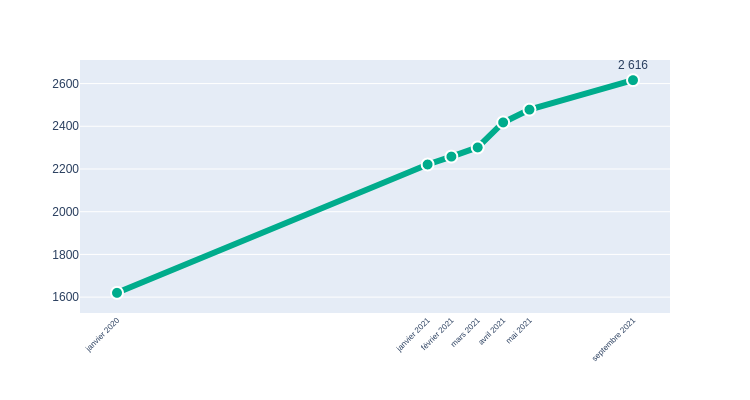 2 616
2600
2400
2200
2000
1800
1600
janvier 2020
janvier 2021
février 2021
mars 2021
avril 2021
mai 2021
septembre 2021